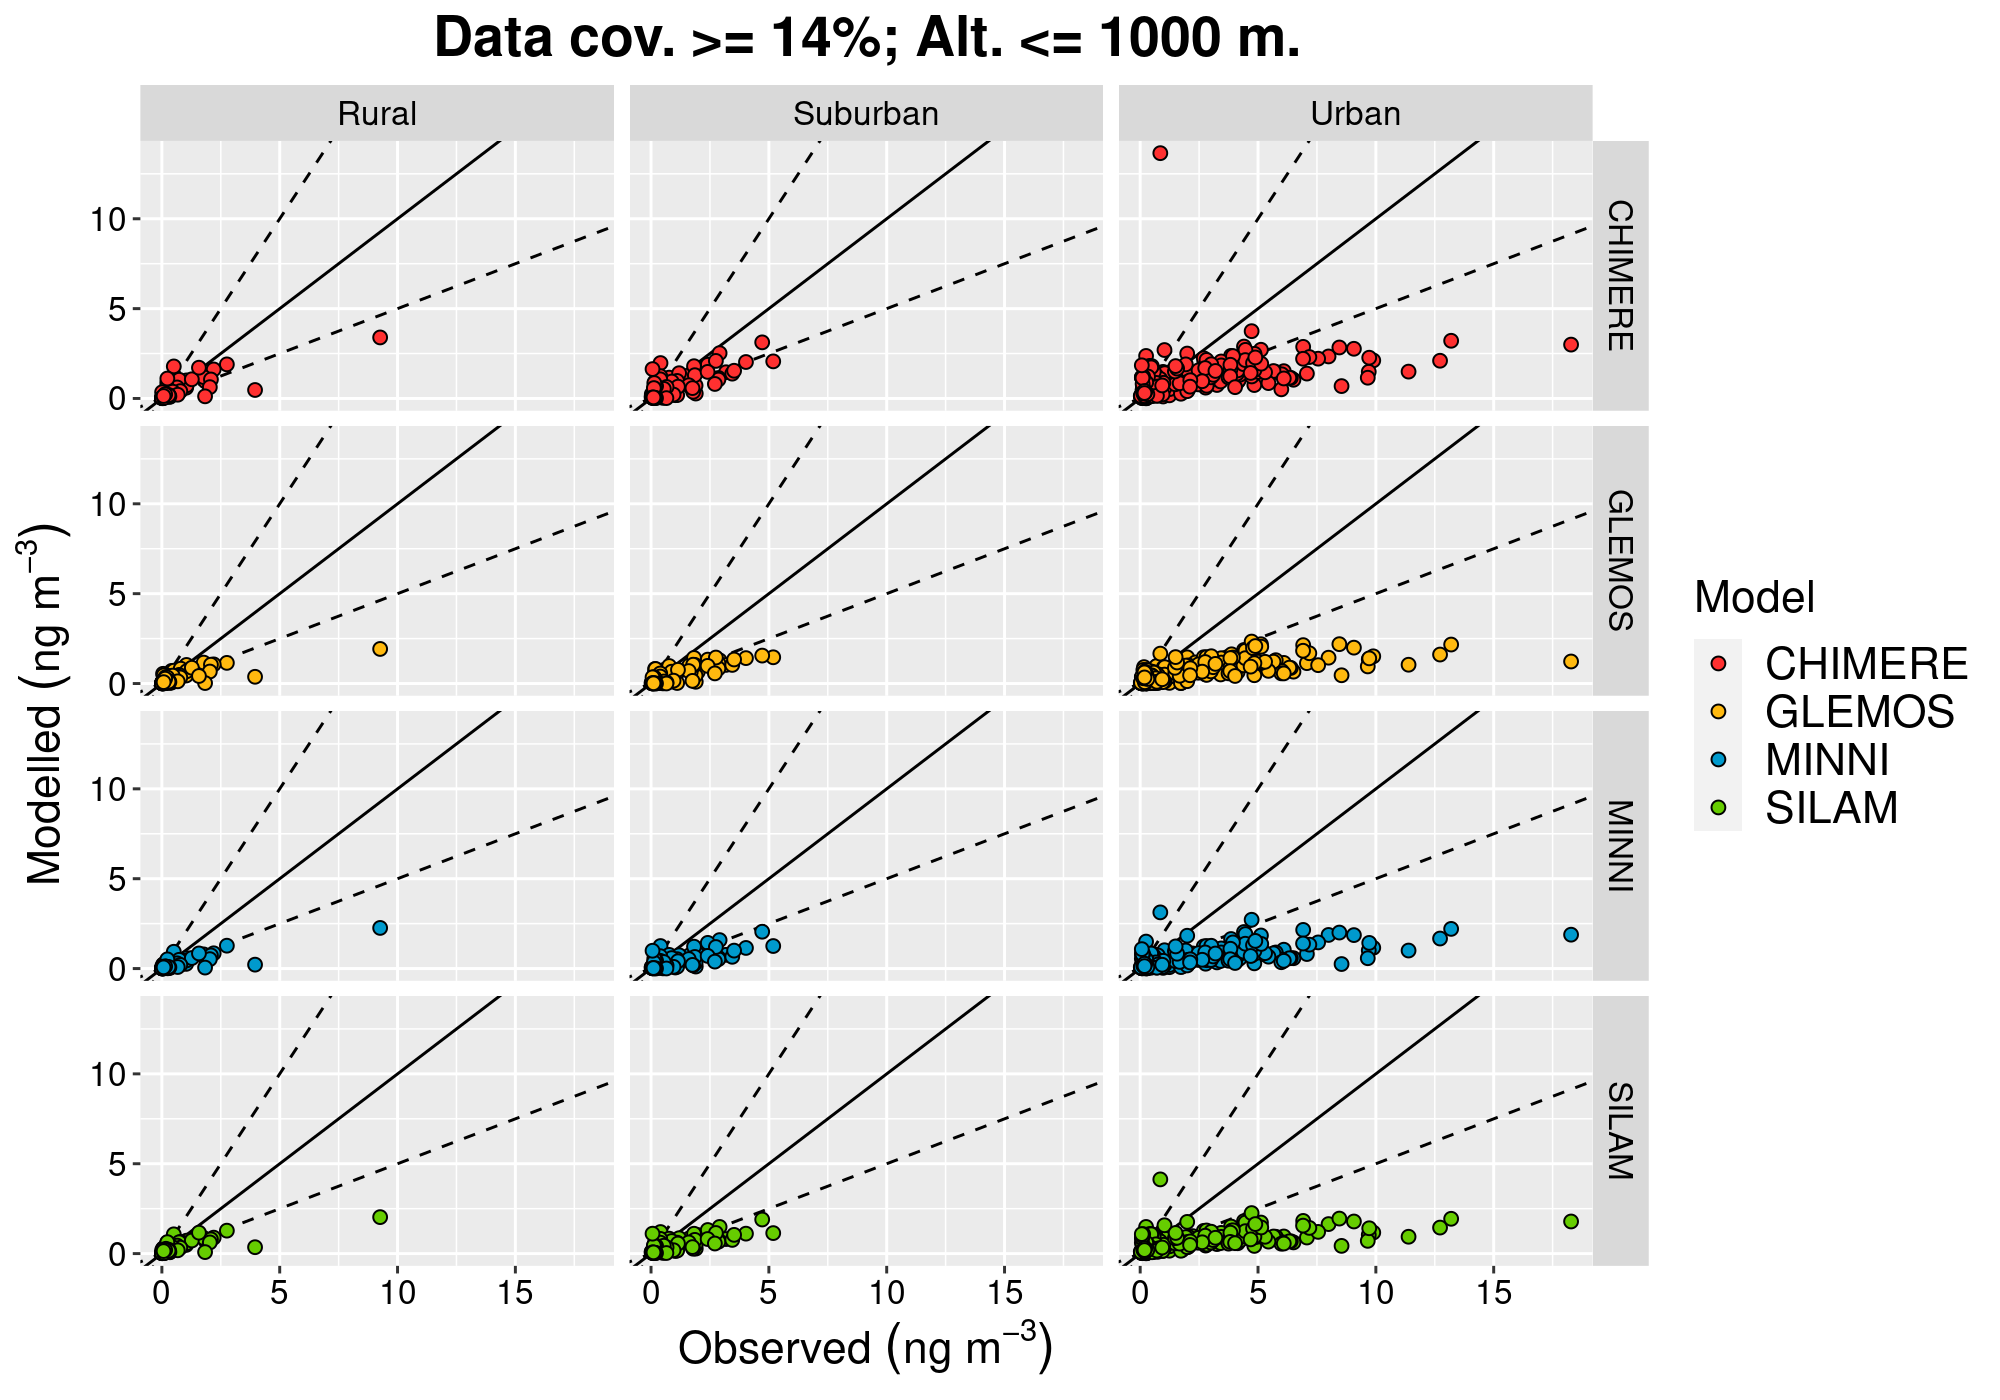 Data cov. >= 14%; Alt. <= 1000 m.
Rural
Suburban
Urban
10
5
0
CHIMERE
10
5
0
GLEMOS
10
5
0
MINNI
10
5
0
SILAM
0 5 10 15
0 5 10 15
0 5 10 15
Observed (ng m⁻³)
Modelled (ng m⁻³)
Model
CHIMERE
GLEMOS
MINNI
SILAM